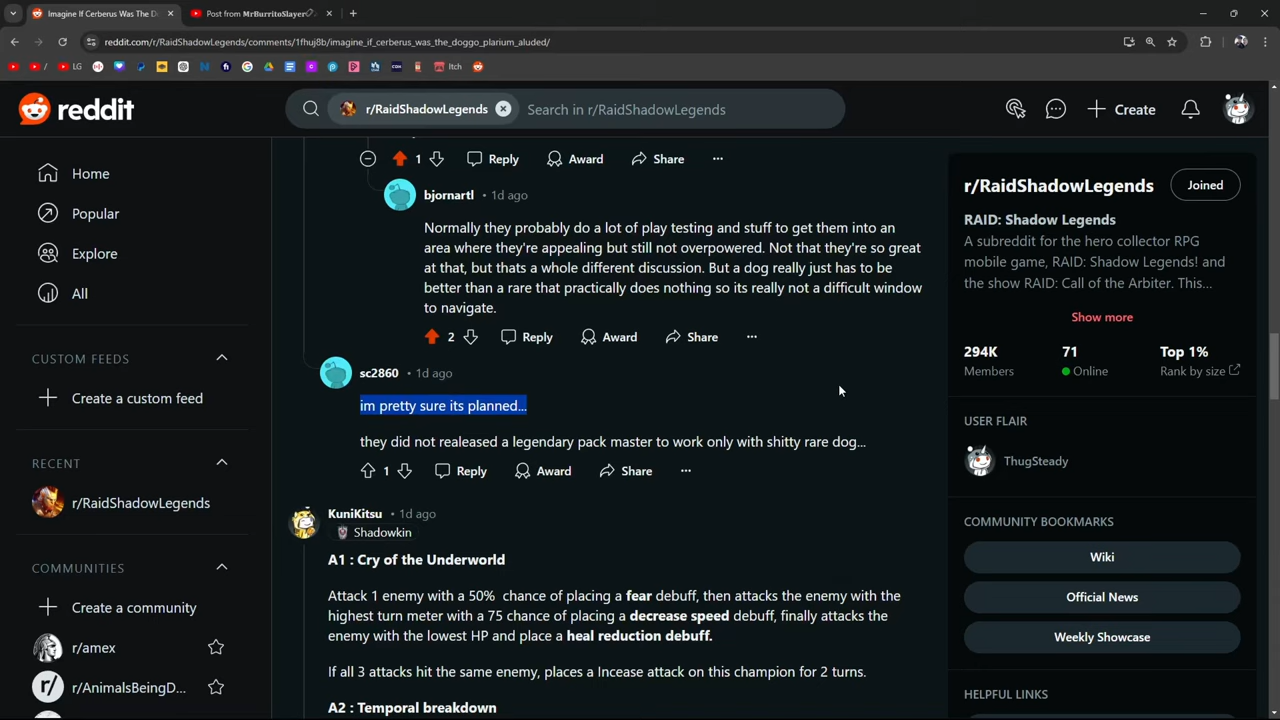 Imagine If Cerberus Was The D
Post from MrBurritoSlayer
reddit.com/r/RaidShadowLegends/comments/1fhuj8b/imagine_if_cerberus_was_the_doggo_plarium_aluded/
/
LG
Itch
reddit
r/RaidShadowLegends
Search in r/RaidShadowLegends
Create
Home
Popular
Explore
All
CUSTOM FEEDS
Create a custom feed
RECENT
r/RaidShadowLegends
COMMUNITIES
Create a community
r/amex
r/AnimalsBeingD...
1 Reply Award Share ...
bjornartl • 1d ago
Normally they probably do a lot of play testing and stuff to get them into an
area where they're appealing but still not overpowered. Not that they're so great
at that, but thats a whole different discussion. But a dog really just has to be
better than a rare that practically does nothing so its really not a difficult window
to navigate.
2 Reply Award Share ...
sc2860 • 1d ago
im pretty sure its planned...
they did not realeased a legendary pack master to work only with shitty rare dog...
1 Reply Award Share ...
KuniKitsu • 1d ago
Shadowkin
A1 : Cry of the Underworld
Attack 1 enemy with a 50% chance of placing a fear debuff, then attacks the enemy with the
highest turn meter with a 75 chance of placing a decrease speed debuff, finally attacks the
enemy with the lowest HP and place a heal reduction debuff.
If all 3 attacks hit the same enemy, places a Incease attack on this champion for 2 turns.
A2 : Temporal breakdown
r/RaidShadowLegends
Joined
RAID: Shadow Legends
A subreddit for the hero collector RPG
mobile game, RAID: Shadow Legends! and
the show RAID: Call of the Arbiter. This...
Show more
294K 71 Top 1%
Members Online Rank by size
USER FLAIR
ThugSteady
COMMUNITY BOOKMARKS
Wiki
Official News
Weekly Showcase
HELPFUL LINKS